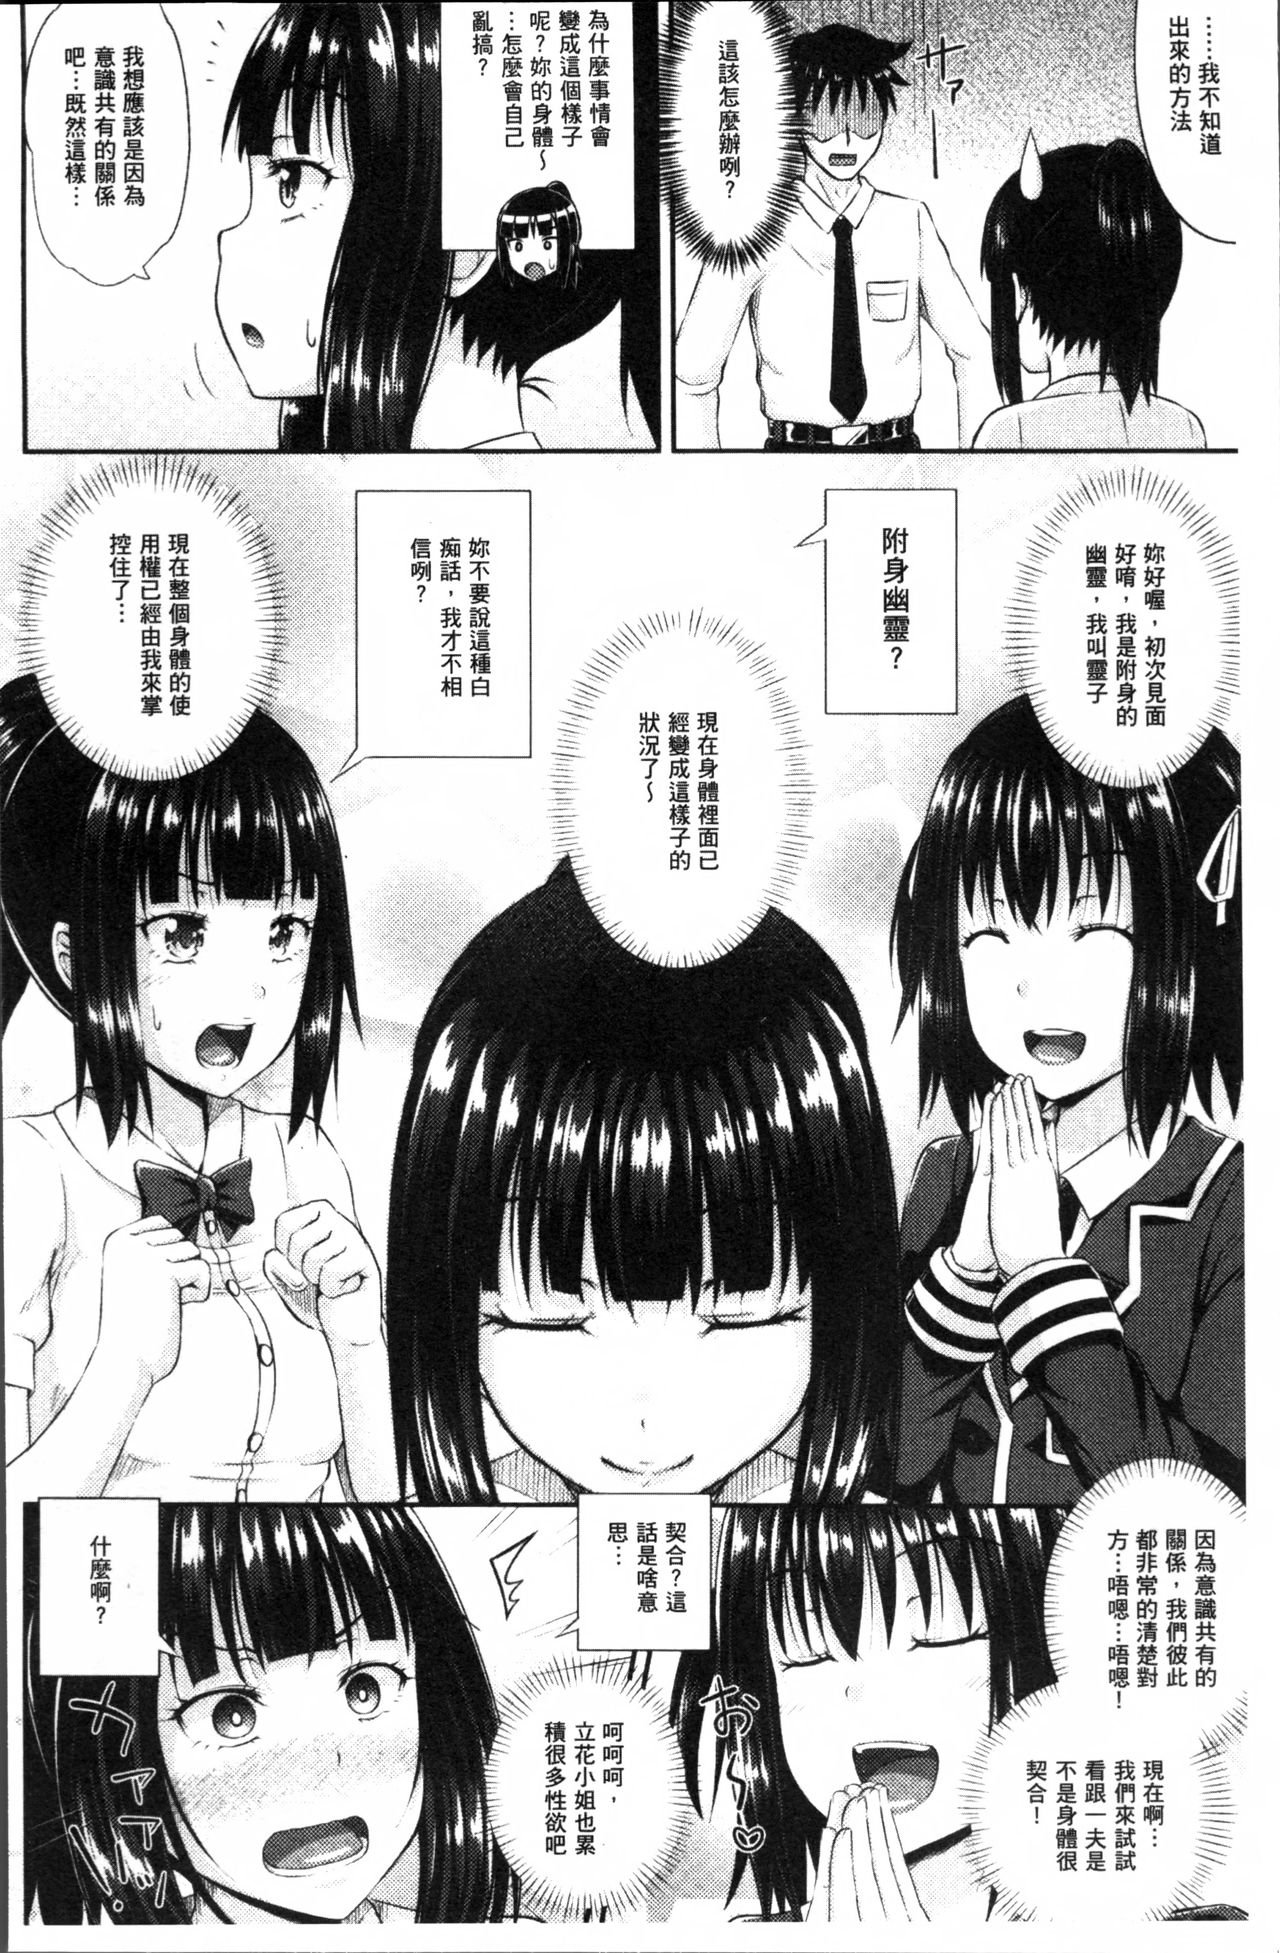 ……我不知道
出來的方法
サァ
這該怎麼辦咧？
為什麼事情會
變成這個樣子
呢？妳的身體～
…怎麼會自己
亂搞？
我想應該是因為
意識共有的關係
吧…既然這樣…
妳好喔，初次見面
好唷，我是附身的
幽靈，我叫靈子
附身幽靈？
現在身體裡面已
經變成這樣子的
狀況了～
妳不要說這種白
痴話，我才不相
信咧？
現在整個身體的使
用權已經由我來掌
控住了…
因為意識共有的
關係，我們彼此
都非常的清楚對
方…唔嗯…唔嗯！
現在啊…
我們來試試
看跟一夫是
不是身體很
契合！
お〜♡
契合？這
話是啥意
思…
呵呵呵，
立花小姐也累
積很多性欲吧
什麼啊？
カァァ